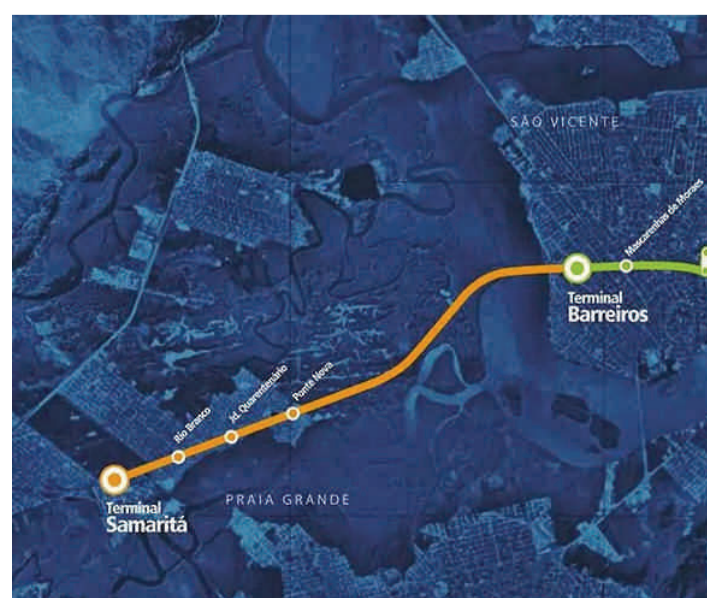 SÃO VICENTE
Mascarenhas de Moraes
Terminal
Barreiros
Ponte Nova
Jd. Quarentenário
Rio Branco
PRAIA GRANDE
Terminal
Samaritá